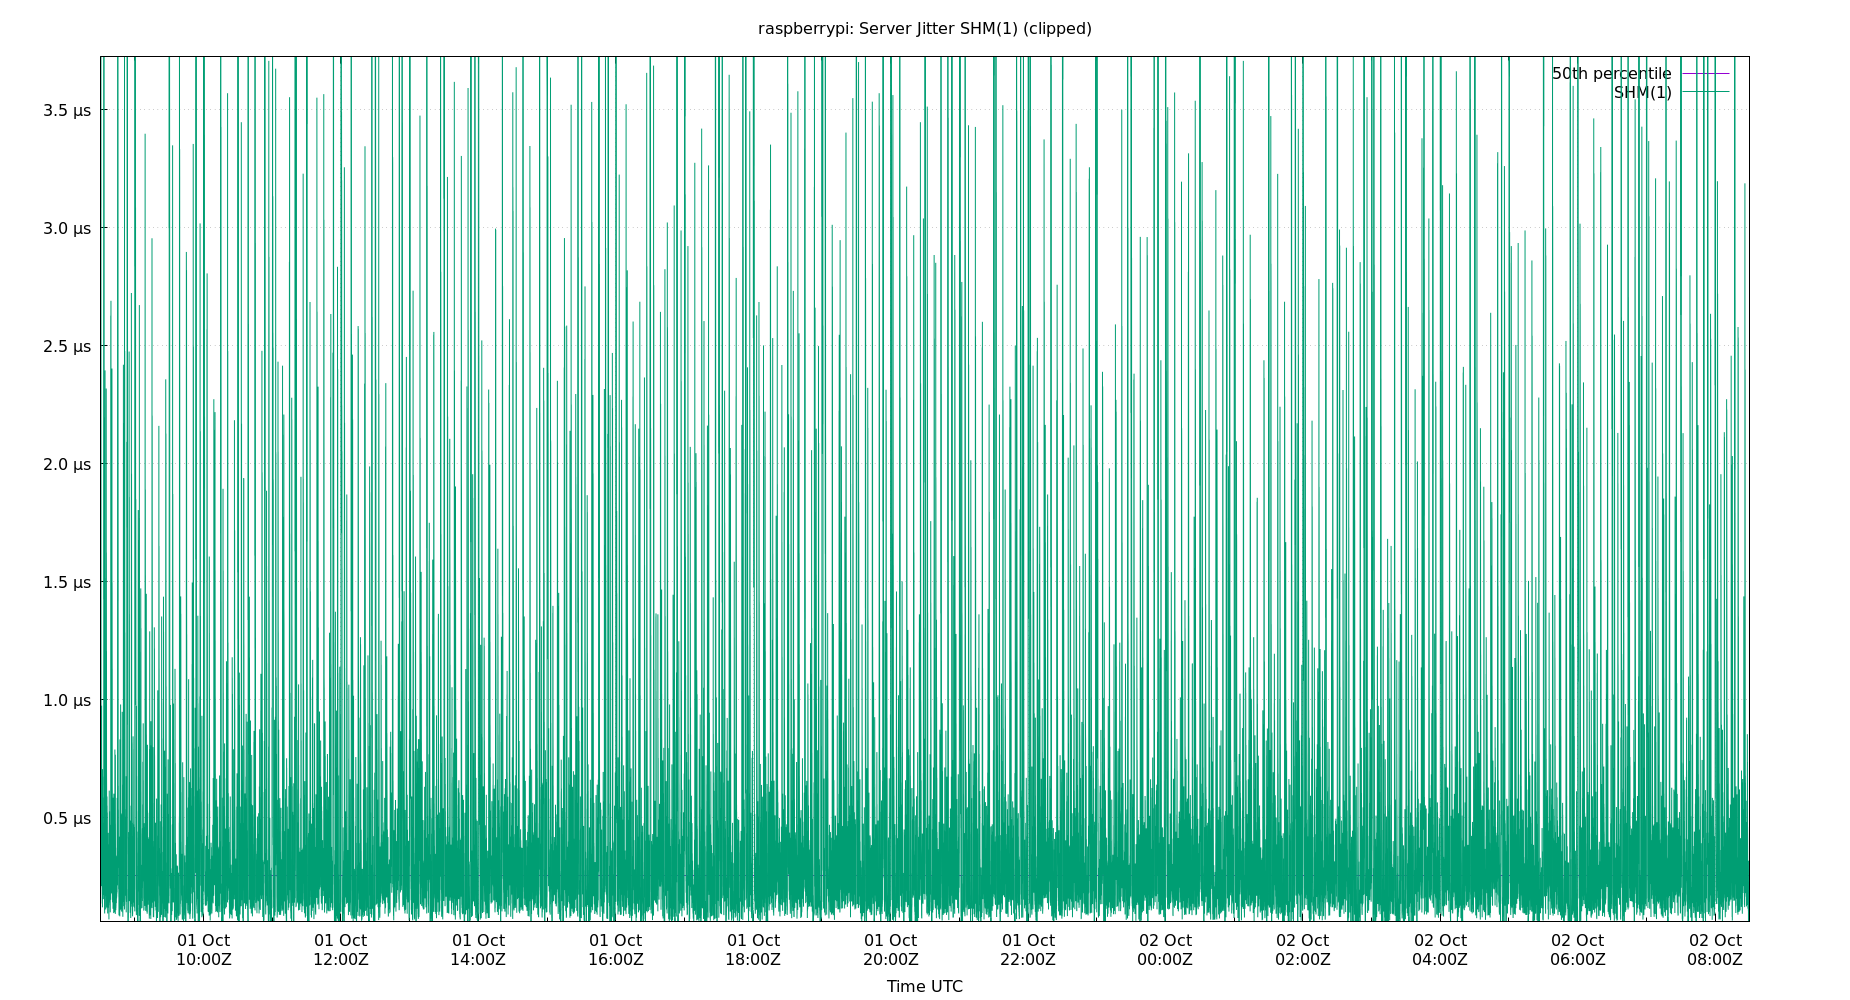 raspberrypi: Server Jitter SHM(1) (clipped)
50th percentile
SHM(1)
3.5 µs
3.0 µs
2.5 µs
2.0 µs
1.5 µs
1.0 µs
0.5 µs
01 Oct 01 Oct 01 Oct 01 Oct 01 Oct 01 Oct 01 Oct 02 Oct 02 Oct 02 Oct 02 Oct 02 Oct
10:00Z 12:00Z 14:00Z 16:00Z 18:00Z 20:00Z 22:00Z 00:00Z 02:00Z 04:00Z 06:00Z 08:00Z
Time UTC